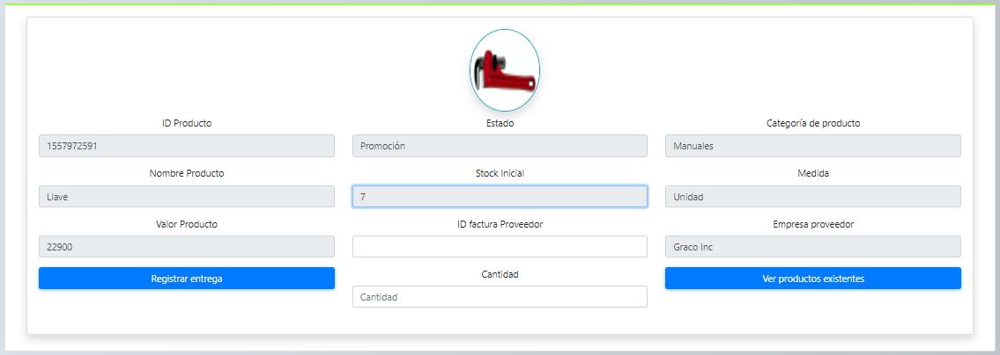 ID Producto
Estado
Categoría de producto
1557972591
Promoción
Manuales
Nombre Producto
Stock Inicial
Medida
Llave
7
Unidad
Valor Producto
ID factura Proveedor
Empresa proveedor
22900
Graco Inc
Registrar entrega
Cantidad
Ver productos existentes
Cantidad